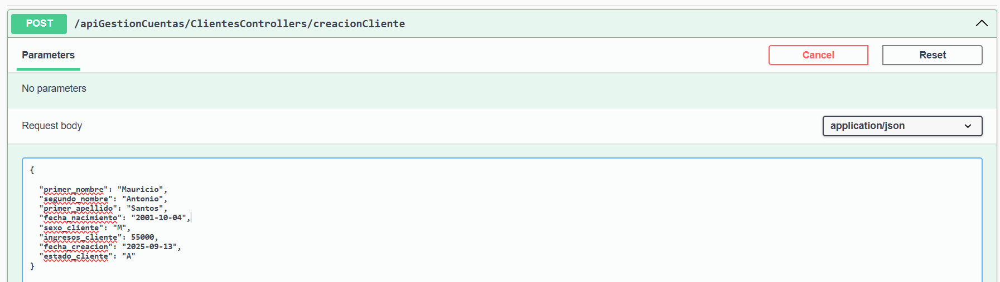 POST /apiGestionCuentas/ClientesControllers/creacionCliente
Parameters Cancel Reset
No parameters
Request body application/json
{
"primer_nombre": "Mauricio",
"segundo_nombre": "Antonio",
"primer_apellido": "Santos",
"fecha_nacimiento": "2001-10-04",
"sexo_cliente": "M",
"ingresos_cliente": 55000,
"fecha_creacion": "2025-09-13",
"estado_cliente": "A"
}